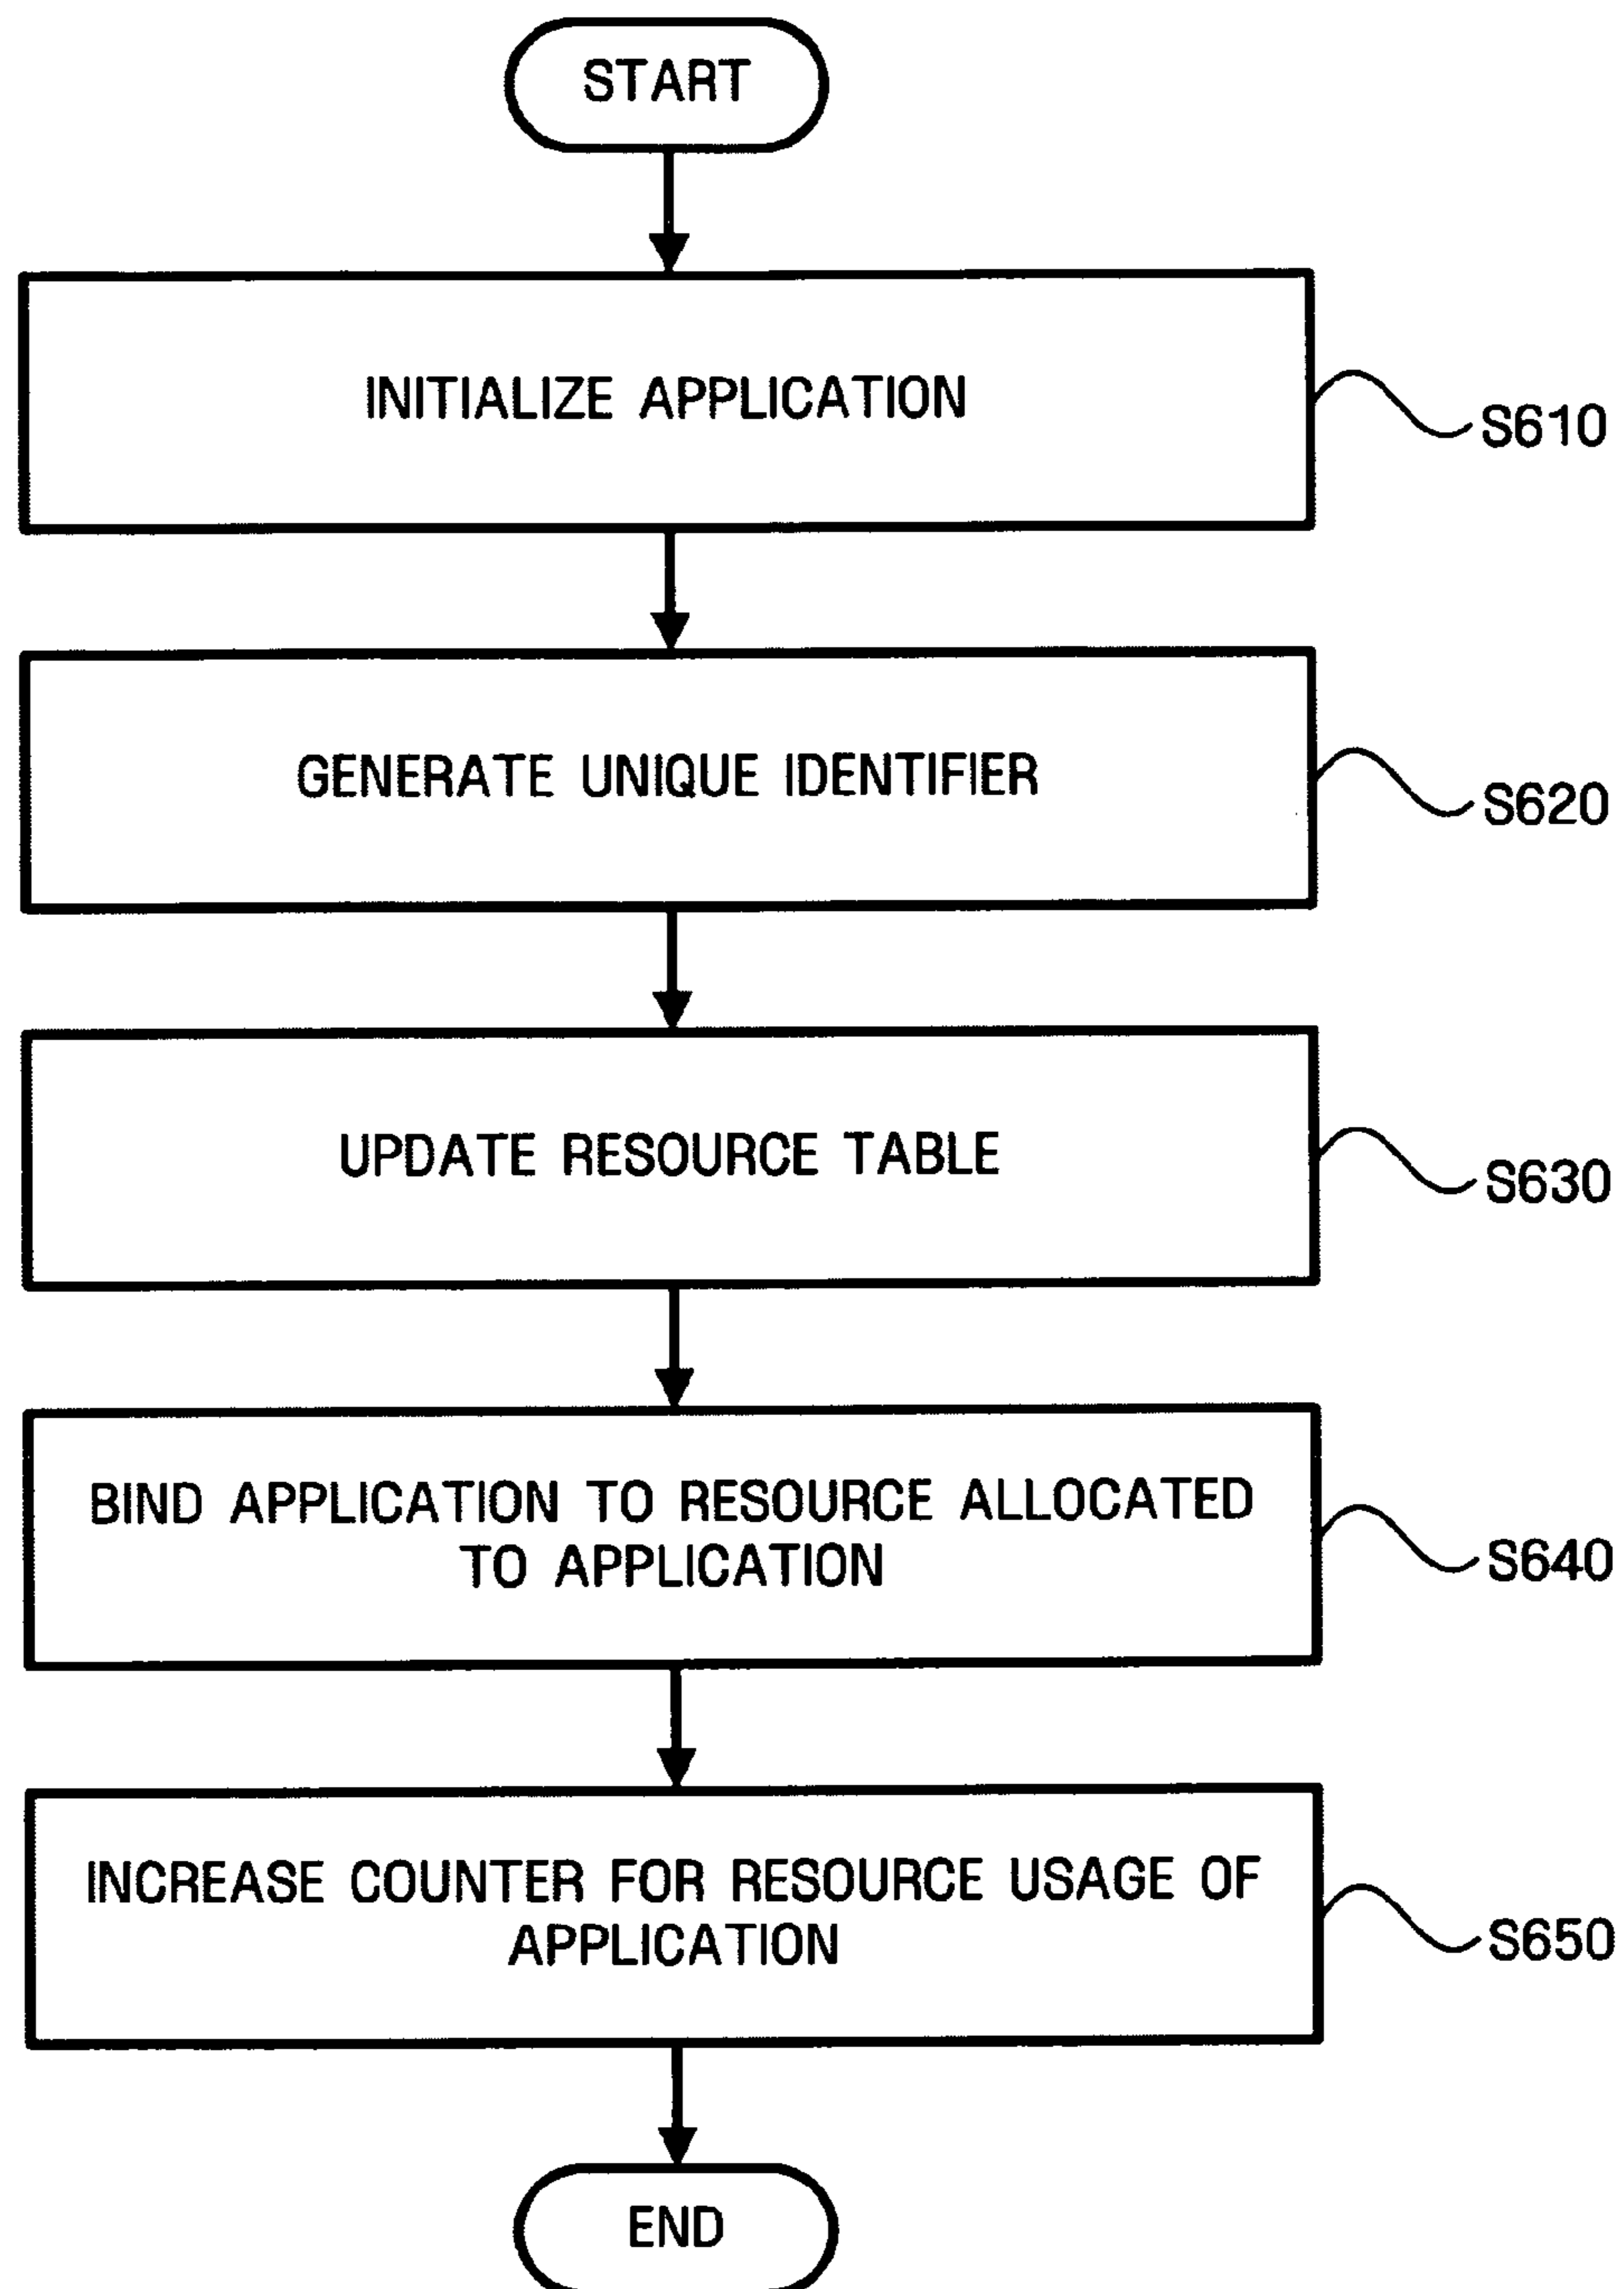 START
INITIALIZE APPLICATION
S610
GENERATE UNIQUE IDENTIFIER
S620
UPDATE RESOURCE TABLE
S630
BIND APPLICATION TO RESOURCE ALLOCATED
TO APPLICATION
S640
INCREASE COUNTER FOR RESOURCE USAGE OF
APPLICATION
S650
END